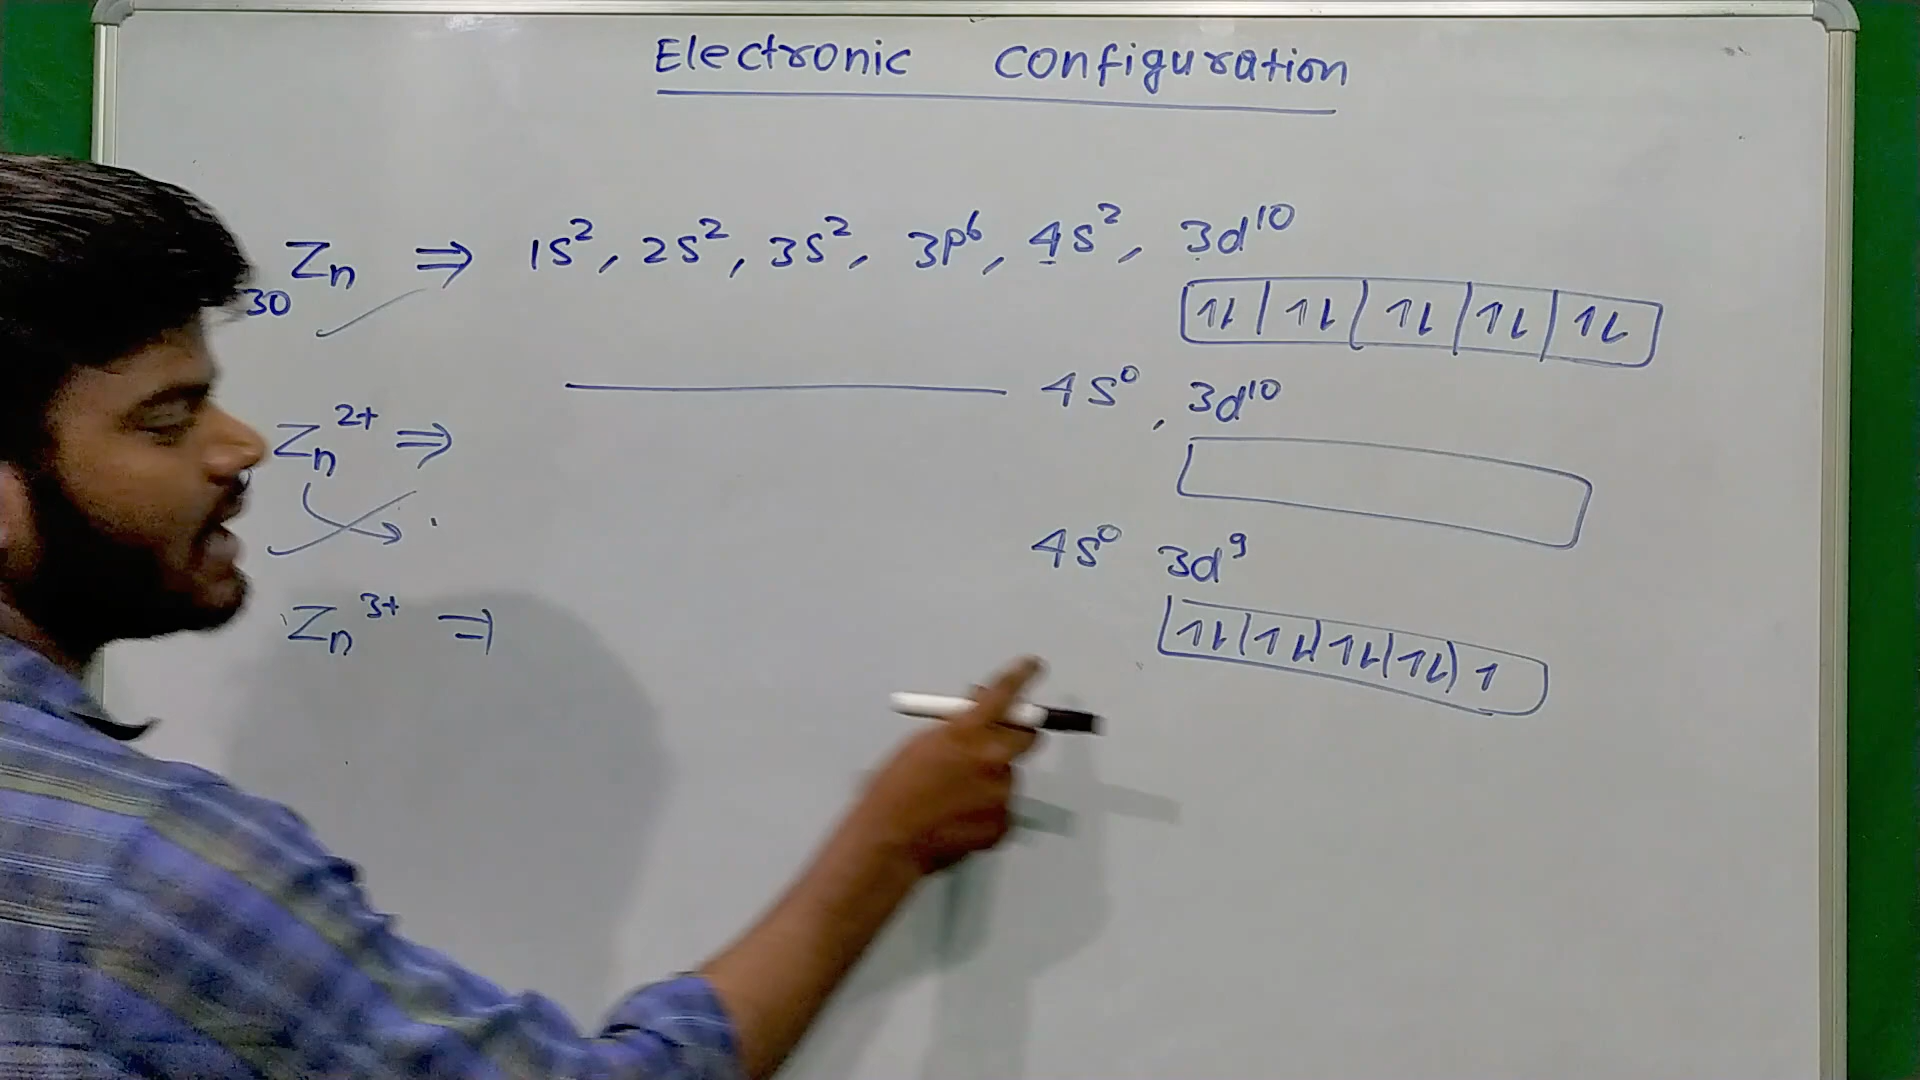 Electronic configuration
30Zn ⇒ 1s², 2s², 3s², 3p⁶, 4s², 3d¹⁰
1↓ | 1↓ | 1↓ | 1↓ | 1↓
4s⁰, 3d¹⁰
Zn²⁺ ⇒
4s⁰ 3d⁹
Zn³⁺ ⇒
1↓ | 1↓ | 1↓ | 1↓ | 1